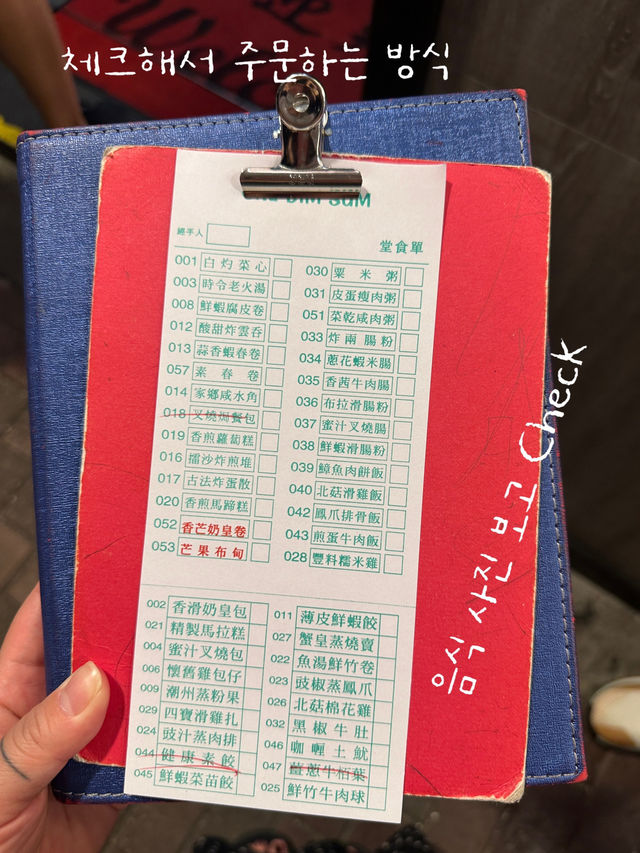 체크해서 주문하는 방식
DIM SUM
經手人
堂食單
001 白灼菜心
003 時令老火湯
008 鮮蝦腐皮卷
012 酸甜炸雲吞
013 蒜香蝦春卷
057 素春卷
014 家鄉咸水角
018 叉燒焗餐包
019 香煎蘿蔔糕
016 擂沙炸煎堆
017 古法炸蛋散
020 香煎馬蹄糕
052 香芒奶皇卷
053 芒果布甸
030 粟米粥
031 皮蛋瘦肉粥
051 菜乾咸肉粥
033 炸兩腸粉
034 蔥花蝦米腸
035 香茜牛肉腸
036 布拉滑腸粉
037 蜜汁叉燒腸
038 鮮蝦滑腸粉
039 鯪魚肉餅飯
040 北菇滑雞飯
042 鳳爪排骨飯
043 煎蛋牛肉飯
028 豐料糯米雞
002 香滑奶皇包
021 精製馬拉糕
004 蜜汁叉燒包
006 懷舊雞包仔
009 潮州蒸粉果
029 四寶滑雞扎
024 豉汁蒸肉排
044 健康素餃
045 鮮蝦菜苗餃
011 薄皮鮮蝦餃
027 蟹皇蒸燒賣
022 魚湯鮮竹卷
023 豉椒蒸鳳爪
026 北菇棉花雞
032 黑椒牛肚
046 咖喱土魷
047 薑蔥牛栢葉
025 鮮竹牛肉球
음식 사진 보고 Check